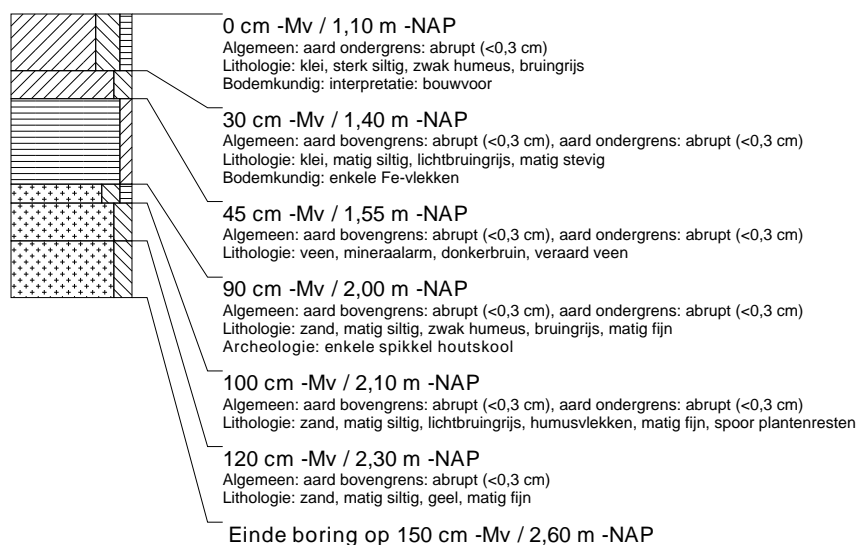 0 cm -Mv / 1,10 m -NAP
Algemeen: aard ondergrens: abrupt (<0,3 cm)
Lithologie: klei, sterk siltig, zwak humeus, bruingrijs
Bodemkundig: interpretatie: bouwvoor
30 cm -Mv / 1,40 m -NAP
Algemeen: aard bovengrens: abrupt (<0,3 cm), aard ondergrens: abrupt (<0,3 cm)
Lithologie: klei, matig siltig, lichtbruingrijs, matig stevig
Bodemkundig: enkele Fe-vlekken
45 cm -Mv / 1,55 m -NAP
Algemeen: aard bovengrens: abrupt (<0,3 cm), aard ondergrens: abrupt (<0,3 cm)
Lithologie: veen, mineraalarm, donkerbruin, veraard veen
90 cm -Mv / 2,00 m -NAP
Algemeen: aard bovengrens: abrupt (<0,3 cm), aard ondergrens: abrupt (<0,3 cm)
Lithologie: zand, matig siltig, zwak humeus, bruingrijs, matig fijn
Archeologie: enkele spikkel houtskool
100 cm -Mv / 2,10 m -NAP
Algemeen: aard bovengrens: abrupt (<0,3 cm), aard ondergrens: abrupt (<0,3 cm)
Lithologie: zand, matig siltig, lichtbruingrijs, humusvlekken, matig fijn, spoor plantenresten
120 cm -Mv / 2,30 m -NAP
Algemeen: aard bovengrens: abrupt (<0,3 cm)
Lithologie: zand, matig siltig, geel, matig fijn
Einde boring op 150 cm -Mv / 2,60 m -NAP